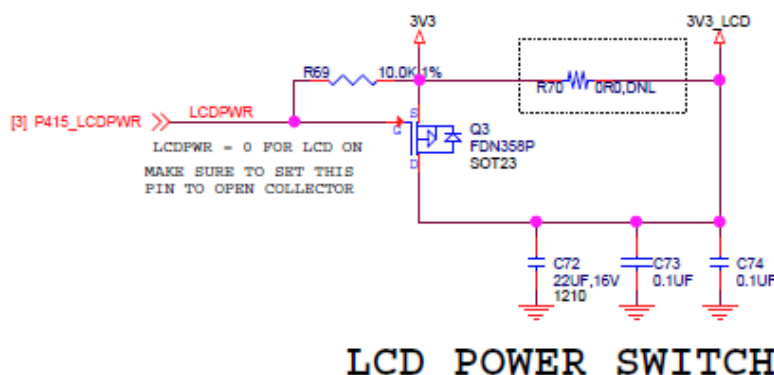 3V3
3V3_LCD
R69
10.0K,1%
R70
0R0,DNL
[3] P415_LCDPWR
LCDPWR
S
G
D
Q3
FDN358P
SOT23
LCDPWR = 0 FOR LCD ON
MAKE SURE TO SET THIS
PIN TO OPEN COLLECTOR
C72
22UF,16V
1210
C73
0.1UF
C74
0.1UF
LCD POWER SWITCH